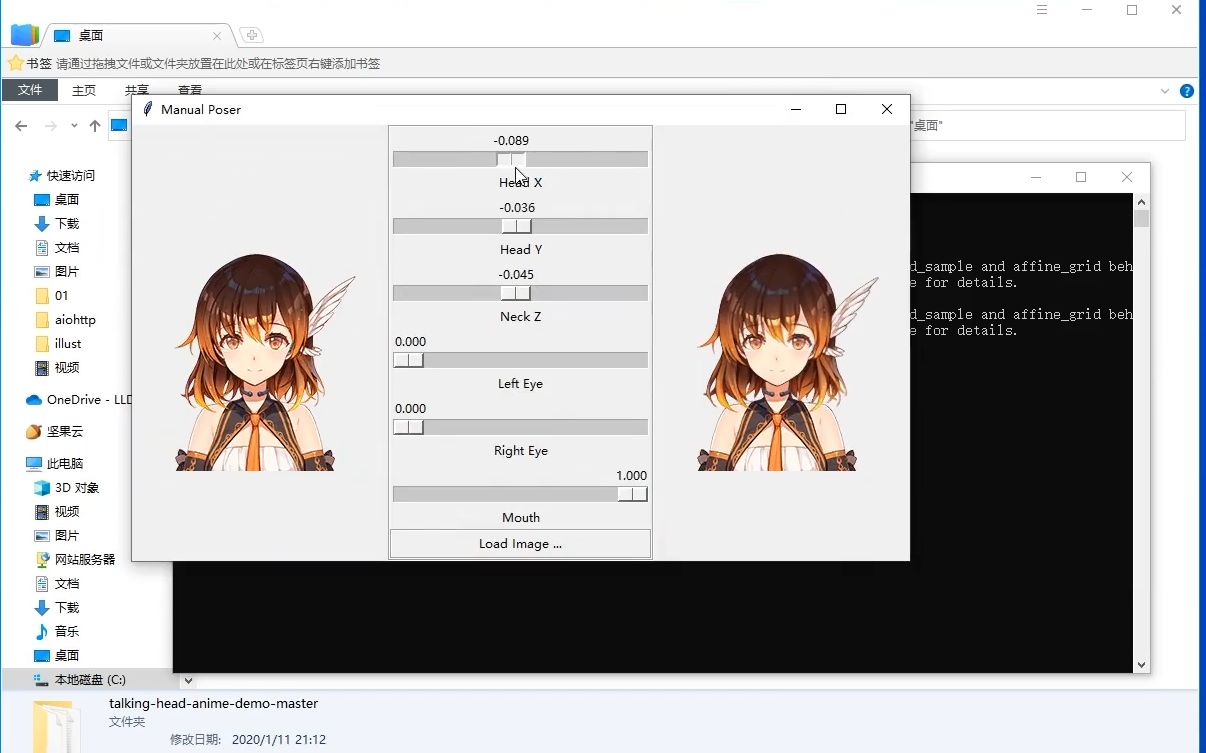 桌面
书签 请通过拖拽文件或文件夹放置在此处或在标签页右键添加书签
文件 主页 共享 查看
Manual Poser
"桌面"
-0.089
Head X
-0.036
Head Y
-0.045
Neck Z
0.000
Left Eye
0.000
Right Eye
1.000
Mouth
Load Image ...
快速访问
桌面
下载
文档
图片
01
aiohttp
illust
视频
OneDrive - LLD
坚果云
此电脑
3D 对象
视频
图片
网站服务器
文档
下载
音乐
桌面
本地磁盘 (C:)
d_sample and affine_grid beh
e for details.
d_sample and affine_grid beh
e for details.
talking-head-anime-demo-master
文件夹
修改日期: 2020/1/11 21:12